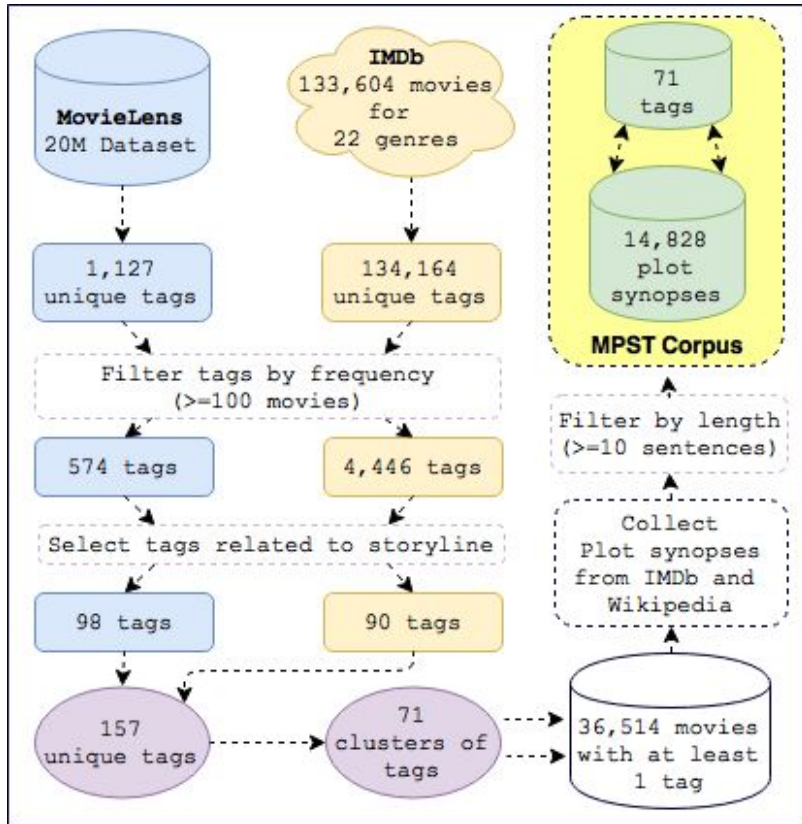 MovieLens
20M Dataset
IMDb
133,604 movies
for
22 genres
1,127
unique tags
134,164
unique tags
Filter tags by frequency
(>=100 movies)
574 tags
4,446 tags
Select tags related to storyline
98 tags
90 tags
157
unique tags
71
clusters of
tags
36,514 movies
with at least
1 tag
Collect
Plot synopses
from IMDb and
Wikipedia
Filter by length
(>=10 sentences)
71
tags
14,828
plot
synopses
MPST Corpus